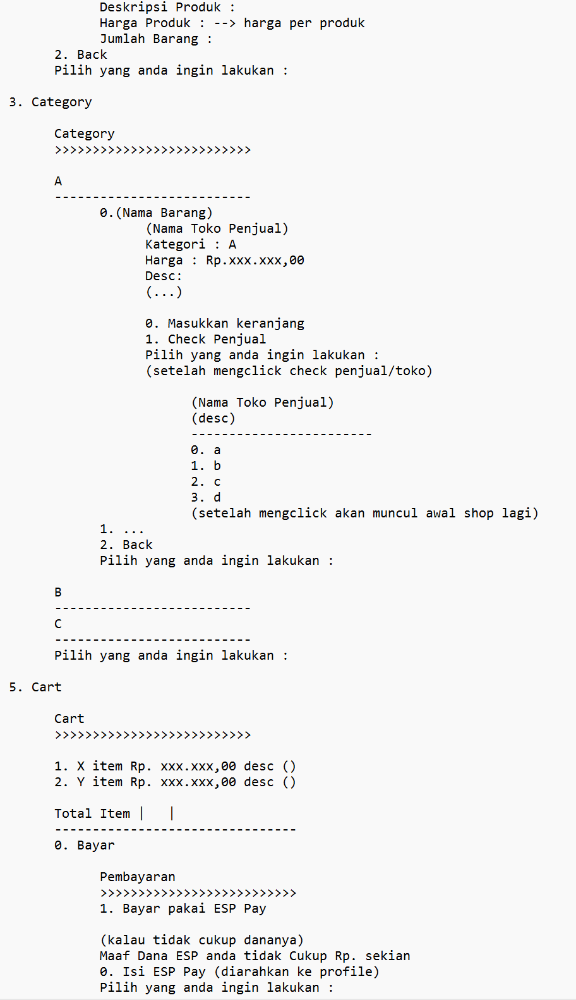 Deskripsi Produk :
Harga Produk : --> harga per produk
Jumlah Barang :
2. Back
Pilih yang anda ingin lakukan :
3. Category
Category
>>>>>>>>>>>>>>>>>>>>>>>>>>
A
--------------------------
0.(Nama Barang)
(Nama Toko Penjual)
Kategori : A
Harga : Rp.xxx.xxx,00
Desc:
(...)
0. Masukkan keranjang
1. Check Penjual
Pilih yang anda ingin lakukan :
(setelah mengclick check penjual/toko)
(Nama Toko Penjual)
(desc)
------------------------
0. a
1. b
2. c
3. d
(setelah mengclick akan muncul awal shop lagi)
1. ...
2. Back
Pilih yang anda ingin lakukan :
B
--------------------------
C
--------------------------
Pilih yang anda ingin lakukan :
5. Cart
Cart
>>>>>>>>>>>>>>>>>>>>>>>>>>
1. X item Rp. xxx.xxx,00 desc ()
2. Y item Rp. xxx.xxx,00 desc ()
Total Item |   |
--------------------------------
0. Bayar
Pembayaran
>>>>>>>>>>>>>>>>>>>>>>>>>>
1. Bayar pakai ESP Pay
(kalau tidak cukup dananya)
Maaf Dana ESP anda tidak Cukup Rp. sekian
0. Isi ESP Pay (diarahkan ke profile)
Pilih yang anda ingin lakukan :